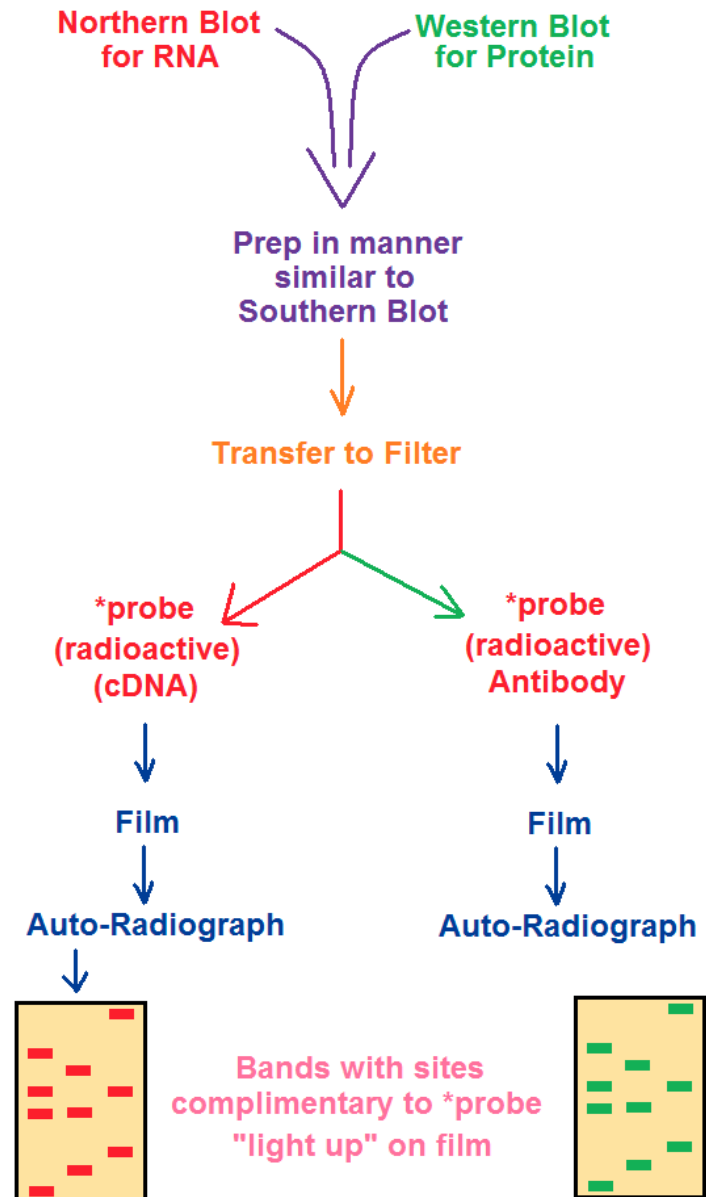 Northern Blot
for RNA
Western Blot
for Protein
Prep in manner
similar to
Southern Blot
Transfer to Filter
*probe
(radioactive)
(cDNA)
*probe
(radioactive)
Antibody
Film
Film
Auto-Radiograph
Auto-Radiograph
Bands with sites
complimentary to *probe
"light up" on film